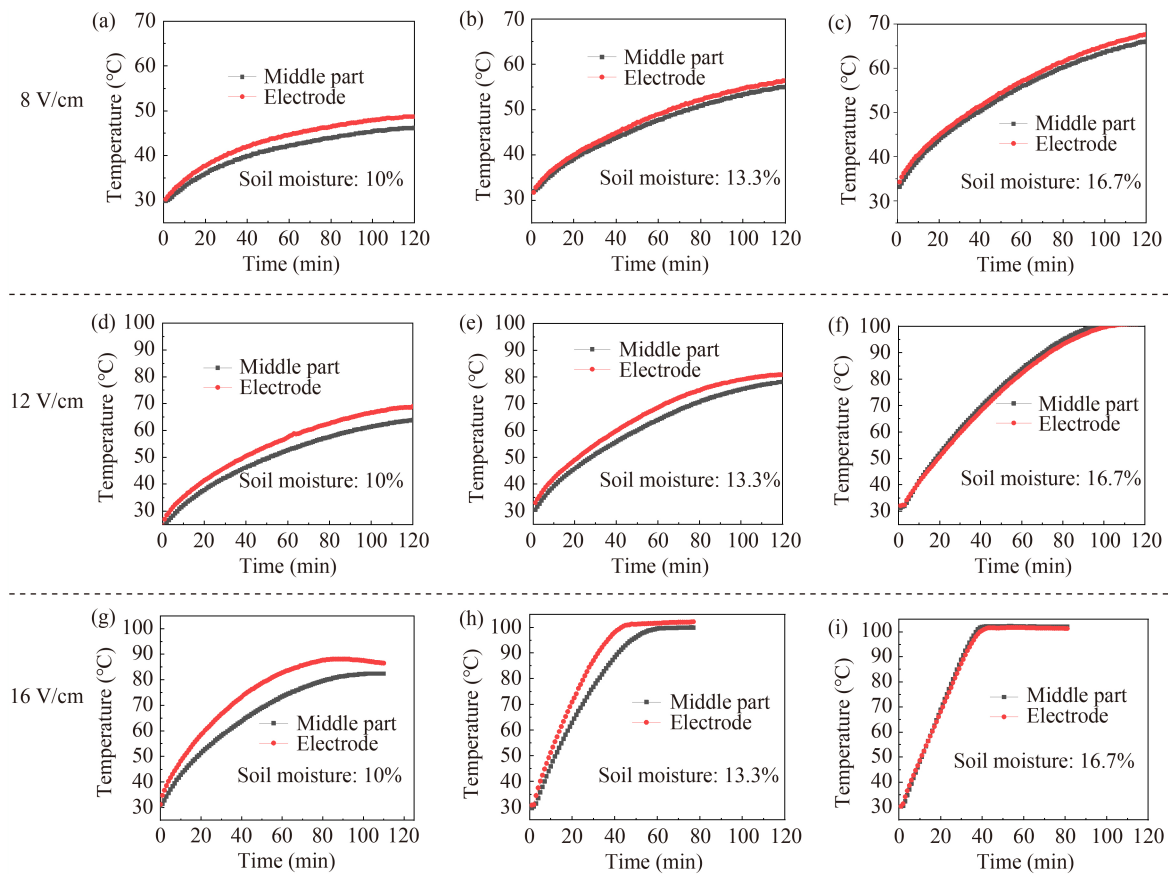 8 V/cm
(a)
Temperature (°C)
70
60
50
40
30
Middle part
Electrode
Soil moisture: 10%
0 20 40 60 80 100 120
Time (min)
(b)
Temperature (°C)
70
60
50
40
30
Middle part
Electrode
Soil moisture: 13.3%
0 20 40 60 80 100 120
Time (min)
(c)
Temperature (°C)
70
60
50
40
30
Middle part
Electrode
Soil moisture: 16.7%
0 20 40 60 80 100 120
Time (min)
12 V/cm
(d)
Temperature (°C)
100
90
80
70
60
50
40
30
Middle part
Electrode
Soil moisture: 10%
0 20 40 60 80 100 120
Time (min)
(e)
Temperature (°C)
100
90
80
70
60
50
40
30
Middle part
Electrode
Soil moisture: 13.3%
0 20 40 60 80 100 120
Time (min)
(f)
Temperature (°C)
100
90
80
70
60
50
40
30
Middle part
Electrode
Soil moisture: 16.7%
0 20 40 60 80 100 120
Time (min)
16 V/cm
(g)
Temperature (°C)
100
90
80
70
60
50
40
30
Middle part
Electrode
Soil moisture: 10%
0 20 40 60 80 100 120
Time (min)
(h)
Temperature (°C)
100
90
80
70
60
50
40
30
Middle part
Electrode
Soil moisture: 13.3%
0 20 40 60 80 100 120
Time (min)
(i)
Temperature (°C)
100
90
80
70
60
50
40
30
Middle part
Electrode
Soil moisture: 16.7%
0 20 40 60 80 100 120
Time (min)